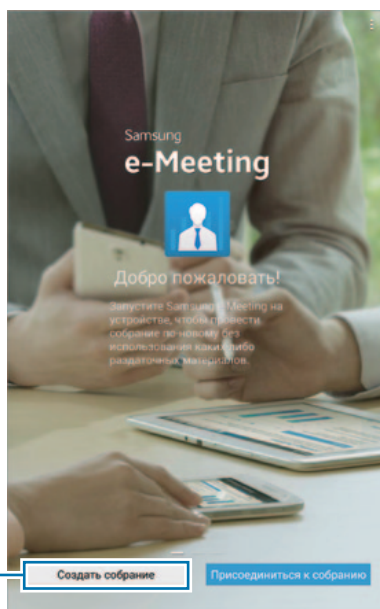 Samsung
e-Meeting
Добро пожаловать!
Запустите Samsung e-Meeting на
устройстве, чтобы провести
собрание по-новому без
использования каких-либо
раздаточных материалов.
Создать собрание
Присоединиться к собранию